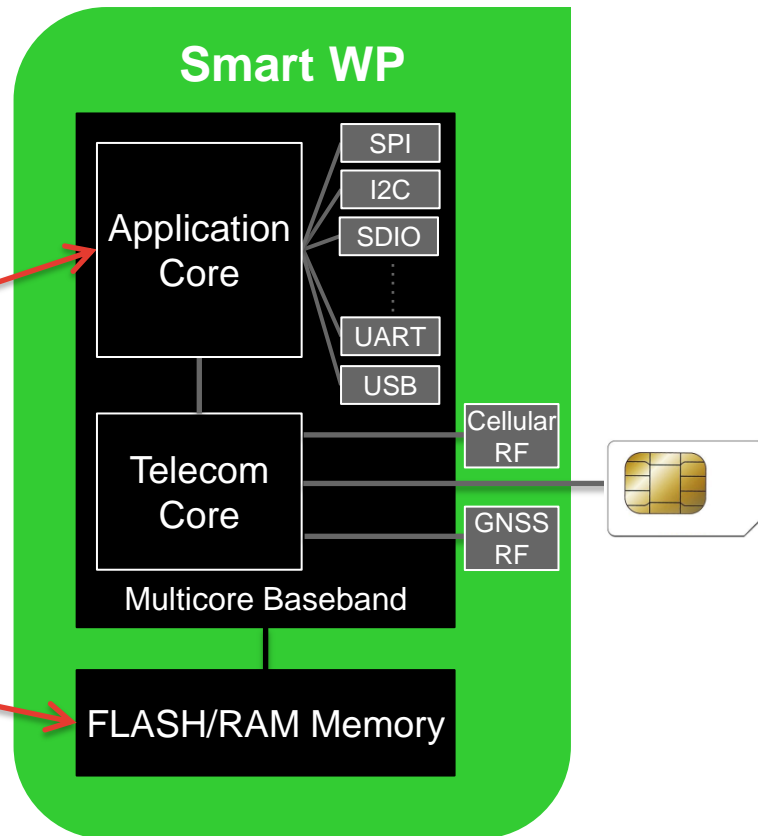 Smart WP
SPI
I2C
SDIO
UART
USB
Application
Core
Telecom
Core
Cellular
RF
GNSS
RF
Multicore Baseband
FLASH/RAM Memory